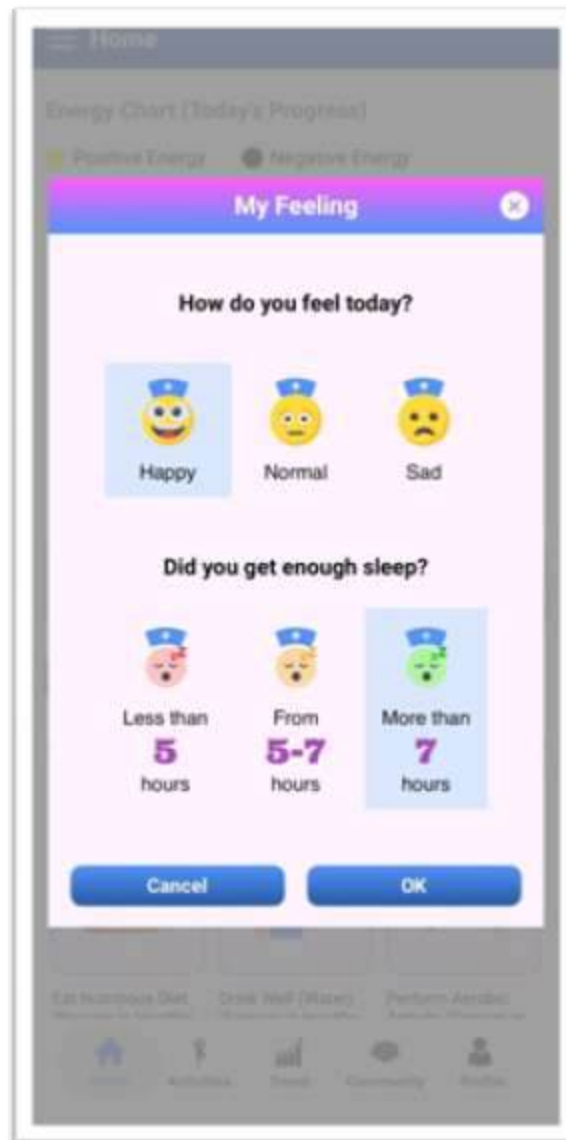 Home
Energy Chart (Today's Progress)
Positive Energy Negative Energy
My Feeling
How do you feel today?
Happy Normal Sad
Did you get enough sleep?
Less than From More than
5 5-7 7
hours hours hours
Cancel OK
Eat Nutritious Diet Drink Well (Water) Perform Aerobic
Home Activities Trend Community Profile